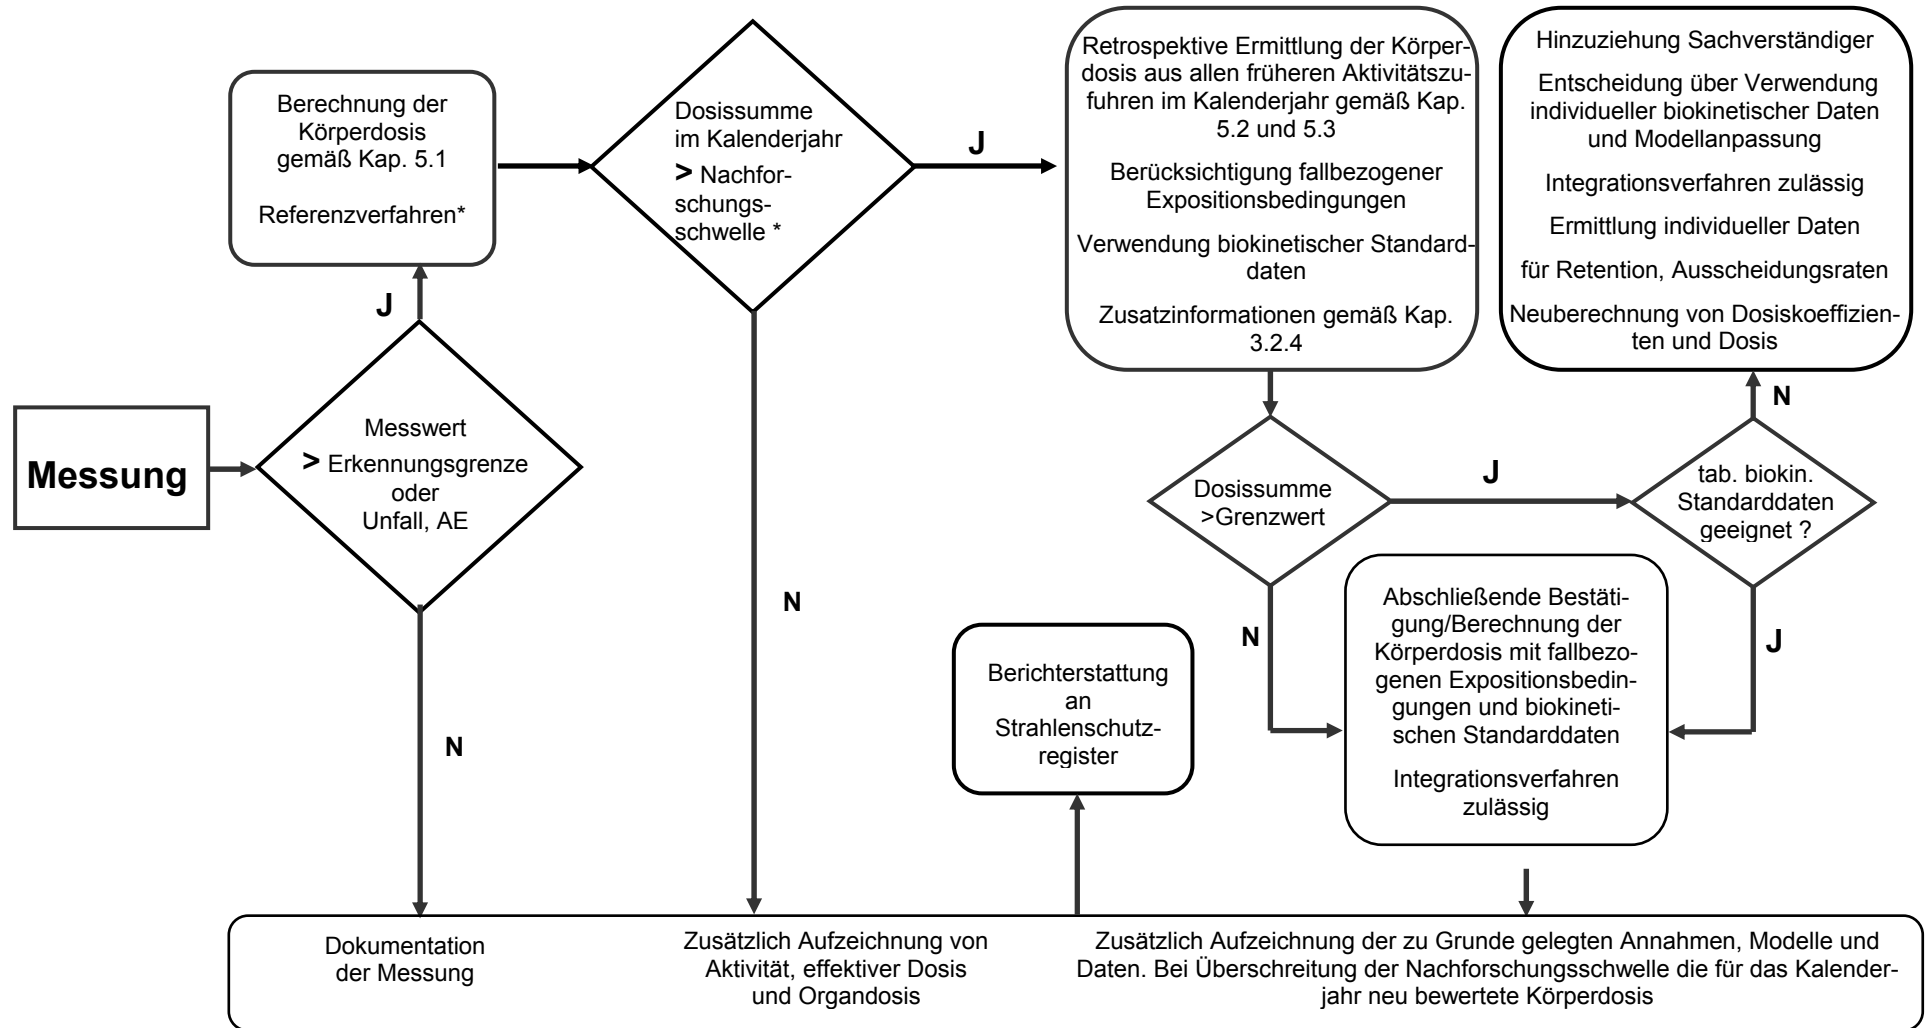 Messung
Messwert
> Erkennungsgrenze
oder
Unfall, AE
J
N
Berechnung der
Körperdosis
gemäß Kap. 5.1
Referenzverfahren*
Dosissumme
im Kalenderjahr
> Nachfor-
schungs-
schwelle *
J
N
Retrospektive Ermittlung der Körper-
dosis aus allen früheren Aktivitätszu-
fuhren im Kalenderjahr gemäß Kap.
5.2 und 5.3
Berücksichtigung fallbezogener
Expositionsbedingungen
Verwendung biokinetischer Standard-
daten
Zusatzinformationen gemäß Kap.
3.2.4
Dosissumme
>Grenzwert
J
N
tab. biokin.
Standarddaten
geeignet ?
N
J
Hinzuziehung Sachverständiger
Entscheidung über Verwendung
individueller biokinetischer Daten
und Modellanpassung
Integrationsverfahren zulässig
Ermittlung individueller Daten
für Retention, Ausscheidungsraten
Neuberechnung von Dosiskoeffizien-
ten und Dosis
Abschließende Bestäti-
gung/Berechnung der
Körperdosis mit fallbezo-
genen Expositionsbedin-
gungen und biokineti-
schen Standarddaten
Integrationsverfahren
zulässig
Berichterstattung
an
Strahlenschutz-
register
Dokumentation
der Messung
Zusätzlich Aufzeichnung von
Aktivität, effektiver Dosis
und Organdosis
Zusätzlich Aufzeichnung der zu Grunde gelegten Annahmen, Modelle und
Daten. Bei Überschreitung der Nachforschungsschwelle die für das Kalender-
jahr neu bewertete Körperdosis